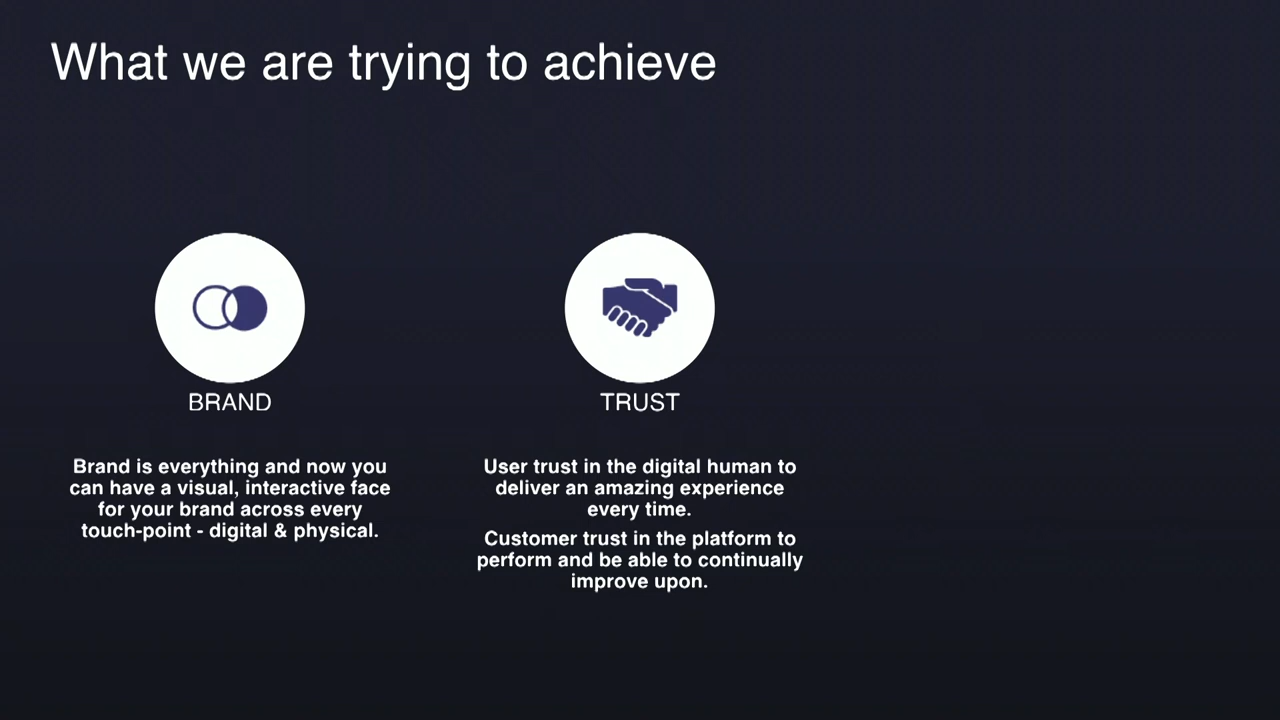 What we are trying to achieve
BRAND
Brand is everything and now you
can have a visual, interactive face
for your brand across every
touch-point - digital & physical.
TRUST
User trust in the digital human to
deliver an amazing experience
every time.
Customer trust in the platform to
perform and be able to continually
improve upon.